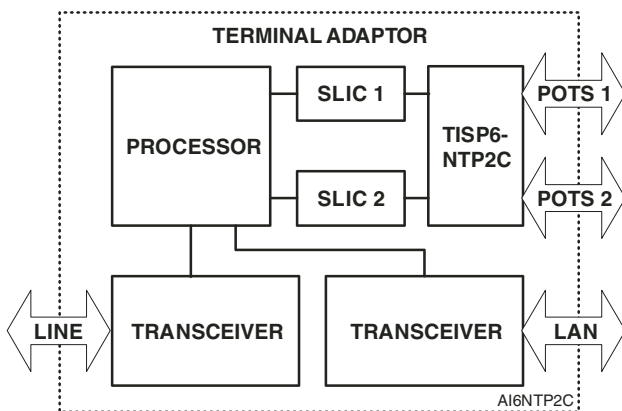 TERMINAL ADAPTOR
SLIC 1
POTS 1
PROCESSOR
TISP6-
NTP2C
SLIC 2
POTS 2
LINE
TRANSCEIVER
TRANSCEIVER
LAN
AI6NTP2C